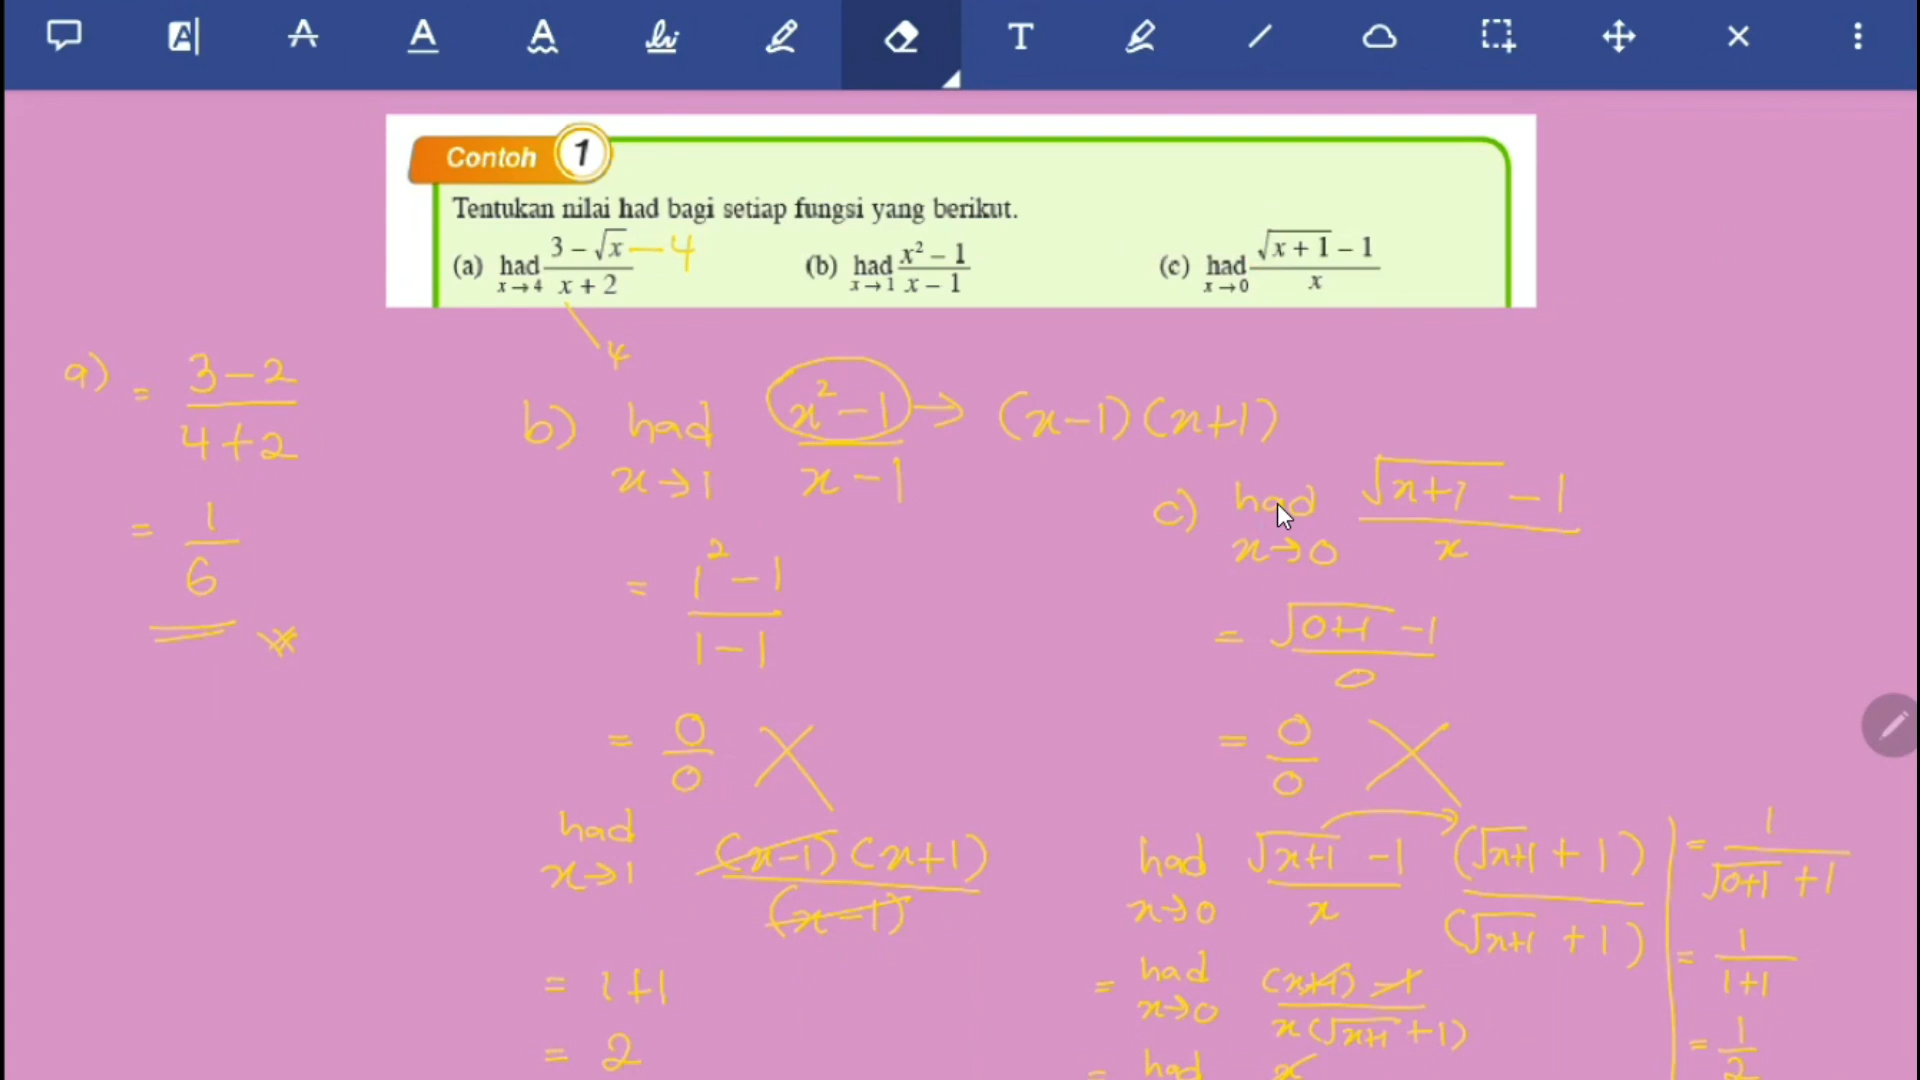 Contoh 1
Tentukan nilai had bagi setiap fungsi yang berikut.
(a) had x→4 (3 − √x)/(x + 2) — 4
4
(b) had x→1 (x² − 1)/(x − 1)
(c) had x→0 (√(x + 1) − 1)/x
a) = (3 − 2)/(4 + 2)
= 1/6
b) had x→1 (x² − 1)/(x − 1) → (x−1)(x+1)
= (1² − 1)/(1 − 1)
= 0/0 X
had x→1 (x−1)(x+1)/(x−1)
= 1+1
= 2
c) had x→0 (√(x+1) − 1)/x
= (√(0+1) − 1)/0
= 0/0 X
had x→0 (√(x+1) − 1)/x (√(x+1) + 1)/(√(x+1) + 1)
= had x→0 ((x+1) − 1)/(x(√(x+1) + 1))
= had x
= 1/(√(0+1) + 1)
= 1/(1+1)
= 1/2